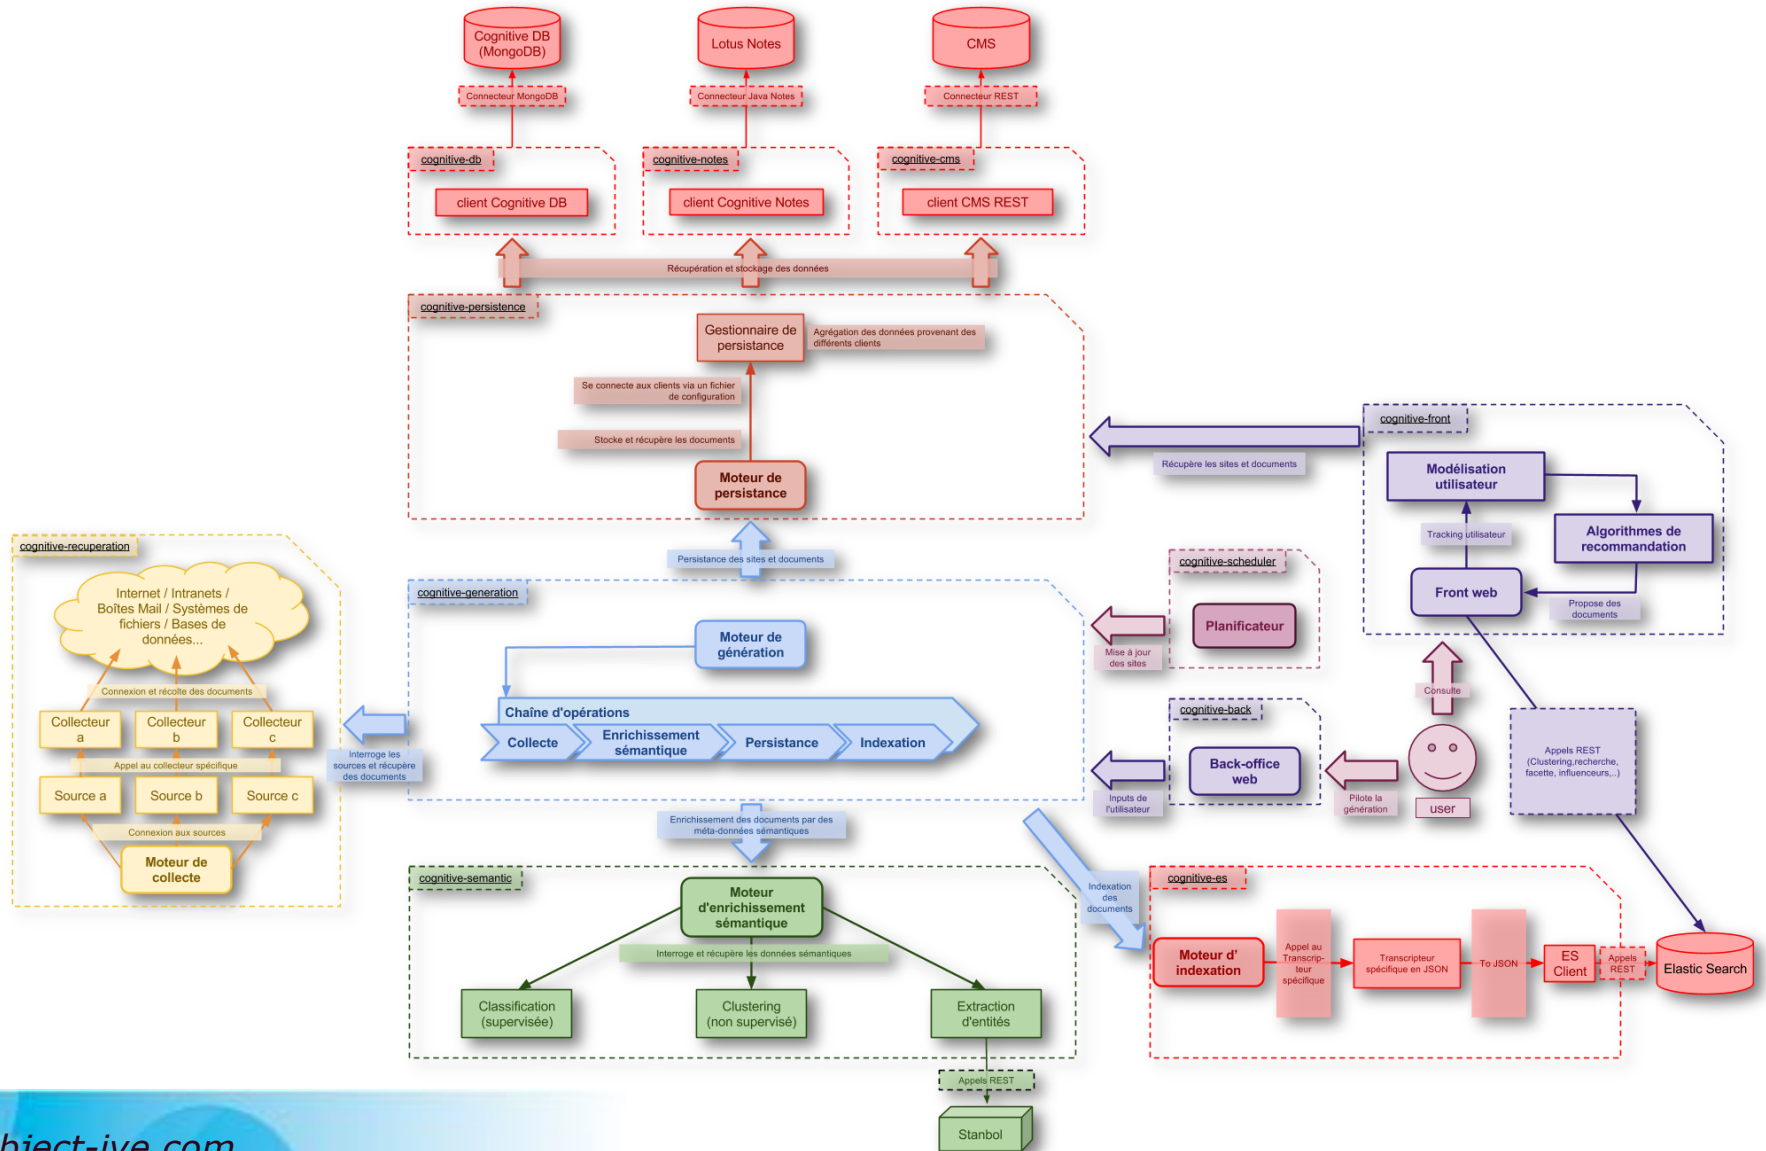 Cognitive DB
(MongoDB)
Lotus Notes
CMS
Connecteur MongoDB
Connecteur Java Notes
Connecteur REST
cognitive-db
cognitive-notes
cognitive-cms
client Cognitive DB
client Cognitive Notes
client CMS REST
Récupération et stockage des données
cognitive-persistence
Gestionnaire de
persistance
Agrégation des données provenant des
différents clients
Se connecte aux clients via un fichier
de configuration
Stocke et récupère les documents
Moteur de
persistance
cognitive-front
Récupère les sites et documents
Modélisation
utilisateur
Tracking utilisateur
Algorithmes de
recommandation
Front web
Propose des
documents
cognitive-recuperation
Internet / Intranets /
Boîtes Mail / Systèmes de
fichiers / Bases de
données...
Connexion et récolte des documents
Collecteur
a
Collecteur
b
Collecteur
c
Appel au collecteur spécifique
Source a
Source b
Source c
Connexion aux sources
Moteur de
collecte
Interroge les
sources et récupère
des documents
Persistance des sites et documents
cognitive-generation
Moteur de
génération
Chaîne d'opérations
Collecte
Enrichissement
sémantique
Persistance
Indexation
cognitive-scheduler
Planificateur
Mise à jour
des sites
cognitive-back
Back-office
web
Inputs de
l'utilisateur
Consulte
Pilote la
génération
user
Appels REST
(Clustering,recherche,
facette, influenceurs,..)
Enrichissement des documents par des
méta-données sémantiques
cognitive-semantic
Moteur
d'enrichissement
sémantique
Interroge et récupère les données sémantiques
Classification
(supervisée)
Clustering
(non supervisé)
Extraction
d'entités
Appels REST
Stanbol
Indexation
des
documents
cognitive-es
Moteur d'
indexation
Appel au
Transcrip-
teur
spécifique
Transcripteur
spécifique en JSON
To JSON
ES
Client
Appels
REST
Elastic Search
bject-ive.com